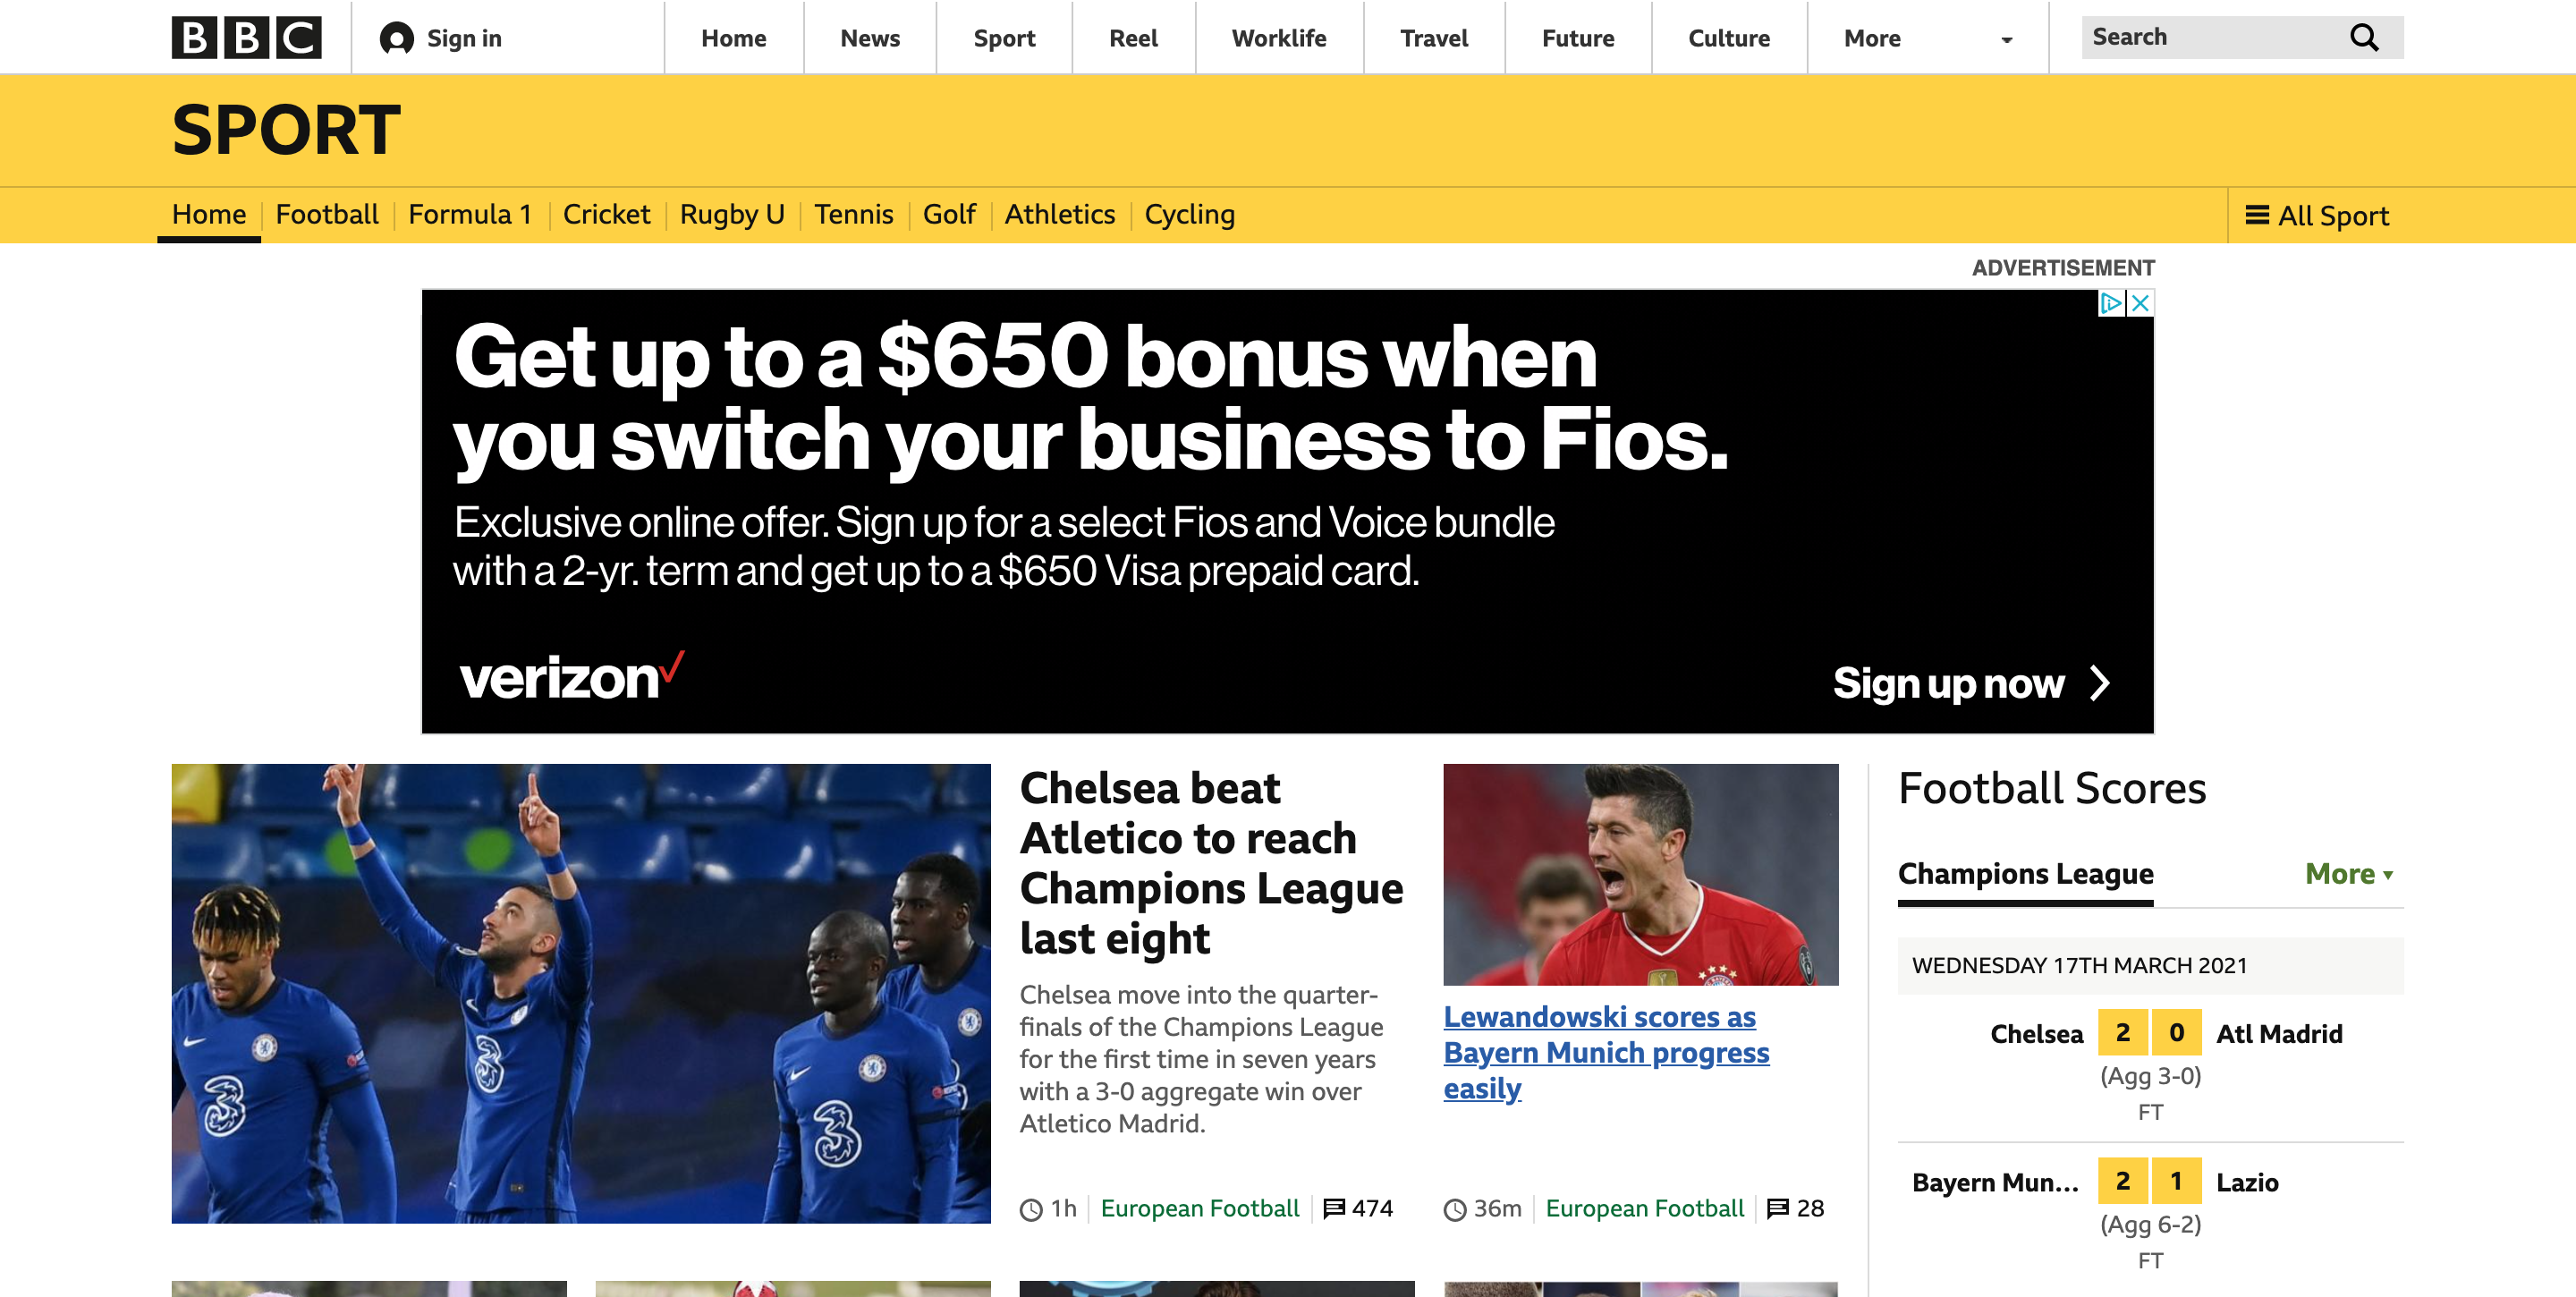 BBC
Sign in
Home
News
Sport
Reel
Worklife
Travel
Future
Culture
More
Search
SPORT
Home
Football
Formula 1
Cricket
Rugby U
Tennis
Golf
Athletics
Cycling
All Sport
ADVERTISEMENT
Get up to a $650 bonus when
you switch your business to Fios.
Exclusive online offer. Sign up for a select Fios and Voice bundle
with a 2-yr. term and get up to a $650 Visa prepaid card.
verizon
Sign up now
Chelsea beat
Atletico to reach
Champions League
last eight
Chelsea move into the quarter-
finals of the Champions League
for the first time in seven years
with a 3-0 aggregate win over
Atletico Madrid.
1h
European Football
474
Lewandowski scores as
Bayern Munich progress
easily
36m
European Football
28
Football Scores
Champions League
More
WEDNESDAY 17TH MARCH 2021
Chelsea 2 0 Atl Madrid
(Agg 3-0)
FT
Bayern Mun... 2 1 Lazio
(Agg 6-2)
FT